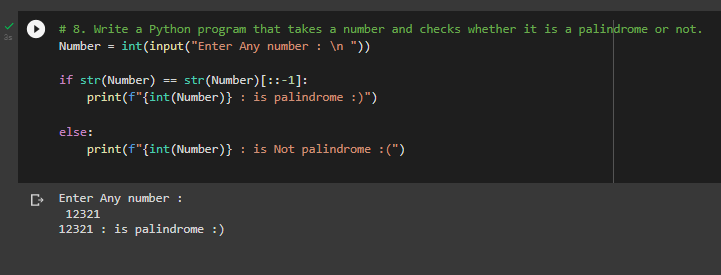 # 8. Write a Python program that takes a number and checks whether it is a palindrome or not.
Number = int(input("Enter Any number : \n "))
if str(Number) == str(Number)[::-1]:
print(f"{int(Number)} : is palindrome :)")
else:
print(f"{int(Number)} : is Not palindrome :(")
3s
Enter Any number :
12321
12321 : is palindrome :)